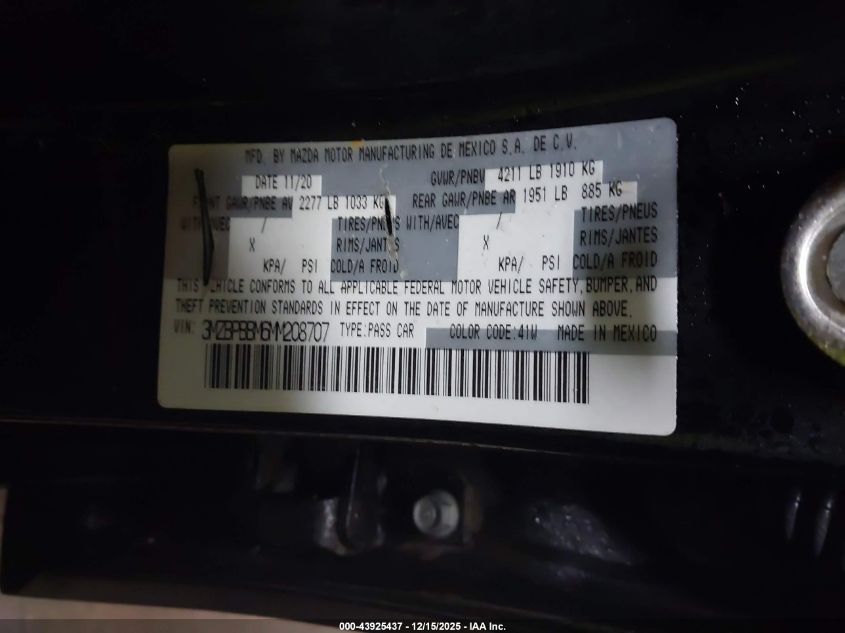 MFD. BY MAZDA MOTOR MANUFACTURING DE MEXICO S.A. DE C.V.
DATE 11/20 GVWR/PNBV 4211 LB 1910 KG
FRONT GAWR/PNBE AV 2277 LB 1033 KG REAR GAWR/PNBE AR 1951 LB 885 KG
WITH/AVEC / TIRES/PNEUS WITH/AVEC / TIRES/PNEUS
X RIMS/JANTES X RIMS/JANTES
KPA/ PSI COLD/A FROID KPA/ PSI COLD/A FROID
THIS VEHICLE CONFORMS TO ALL APPLICABLE FEDERAL MOTOR VEHICLE SAFETY, BUMPER, AND
THEFT PREVENTION STANDARDS IN EFFECT ON THE DATE OF MANUFACTURE SHOWN ABOVE.
VIN: 3MZBPBBM6MM208707 TYPE:PASS CAR COLOR CODE:41W MADE IN MEXICO
000-43925437 - 12/15/2025 - IAA Inc.